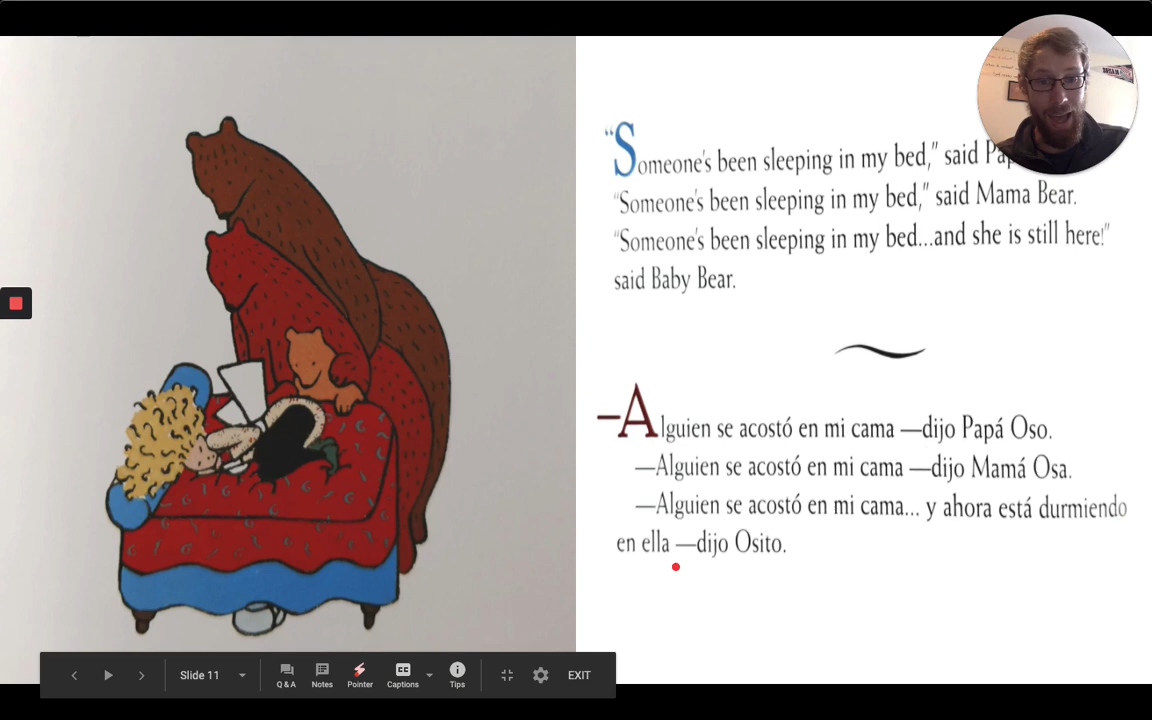 "Someone's been sleeping in my bed," said
"Someone's been sleeping in my bed," said Mama Bear.
"Someone's been sleeping in my bed...and she is still here!"
said Baby Bear.
—Alguien se acostó en mi cama —dijo Papá Oso.
—Alguien se acostó en mi cama —dijo Mamá Osa.
—Alguien se acostó en mi cama... y ahora está durmiendo
en ella —dijo Osito.
Slide 11
Q & A
Notes
Pointer
CC
Captions
Tips
EXIT